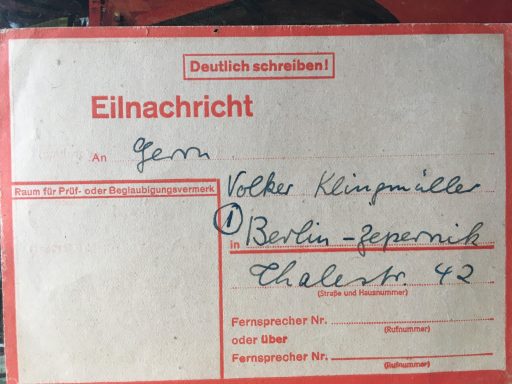 Deutlich schreiben!
Eilnachricht
An Herrn
Raum für Prüf- oder Beglaubigungsvermerk
Volker Klingmüller
1
in Berlin-Zepernik
Thalestr. 42
(Straße und Hausnummer)
Fernsprecher Nr.
(Rufnummer)
oder über
Fernsprecher Nr.
(Rufnummer)